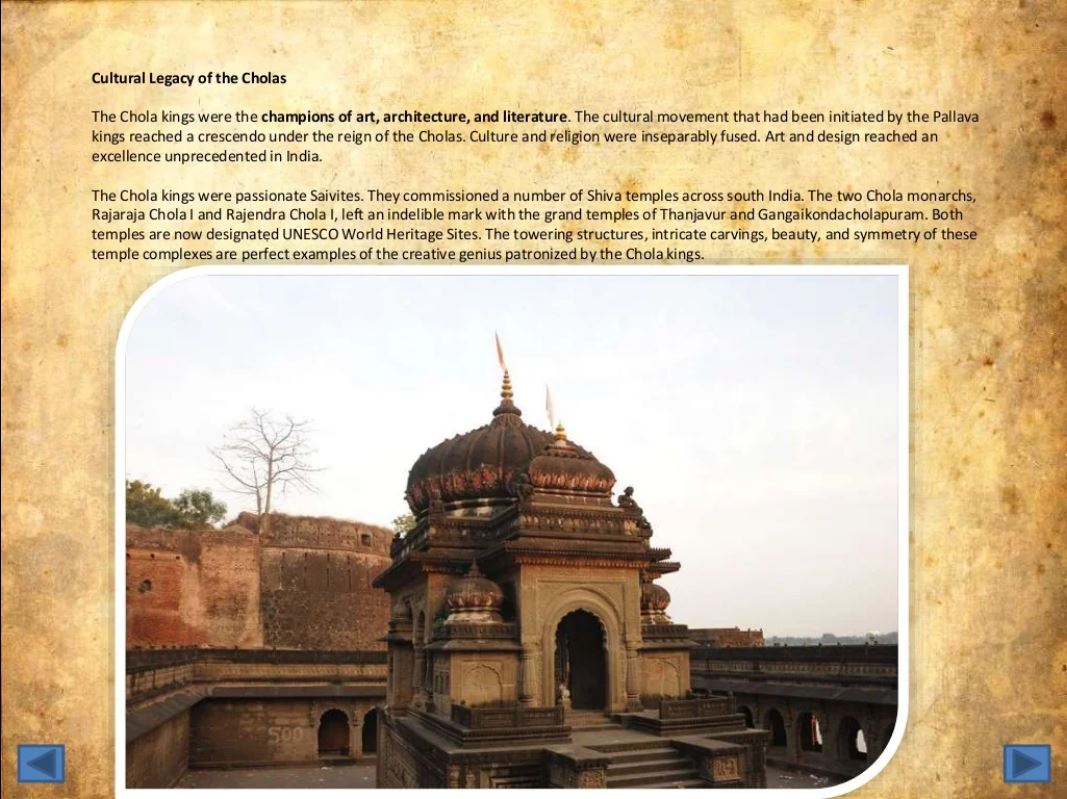 Cultural Legacy of the Cholas
The Chola kings were the champions of art, architecture, and literature. The cultural movement that had been initiated by the Pallava
kings reached a crescendo under the reign of the Cholas. Culture and religion were inseparably fused. Art and design reached an
excellence unprecedented in India.
The Chola kings were passionate Saivites. They commissioned a number of Shiva temples across south India. The two Chola monarchs,
Rajaraja Chola I and Rajendra Chola I, left an indelible mark with the grand temples of Thanjavur and Gangaikondacholapuram. Both
temples are now designated UNESCO World Heritage Sites. The towering structures, intricate carvings, beauty, and symmetry of these
temple complexes are perfect examples of the creative genius patronized by the Chola kings.